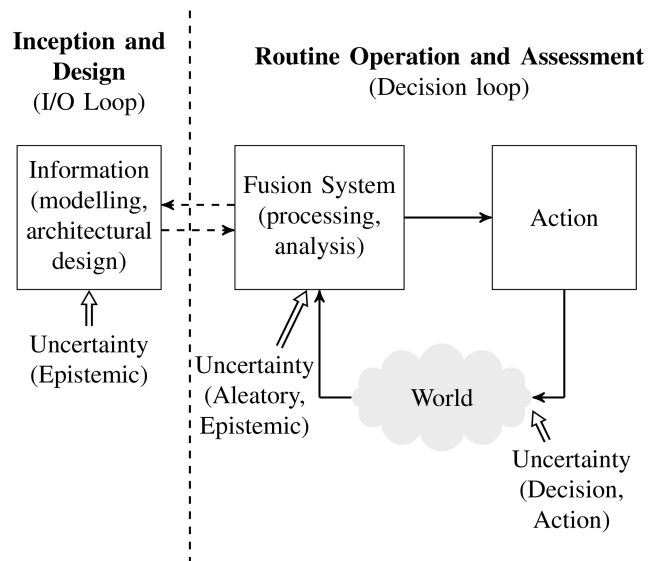 Inception and
Design
(I/O Loop)
Routine Operation and Assessment
(Decision loop)
Information
(modelling,
architectural
design)
Fusion System
(processing,
analysis)
Action
Uncertainty
(Epistemic)
Uncertainty
(Aleatory,
Epistemic)
World
Uncertainty
(Decision,
Action)